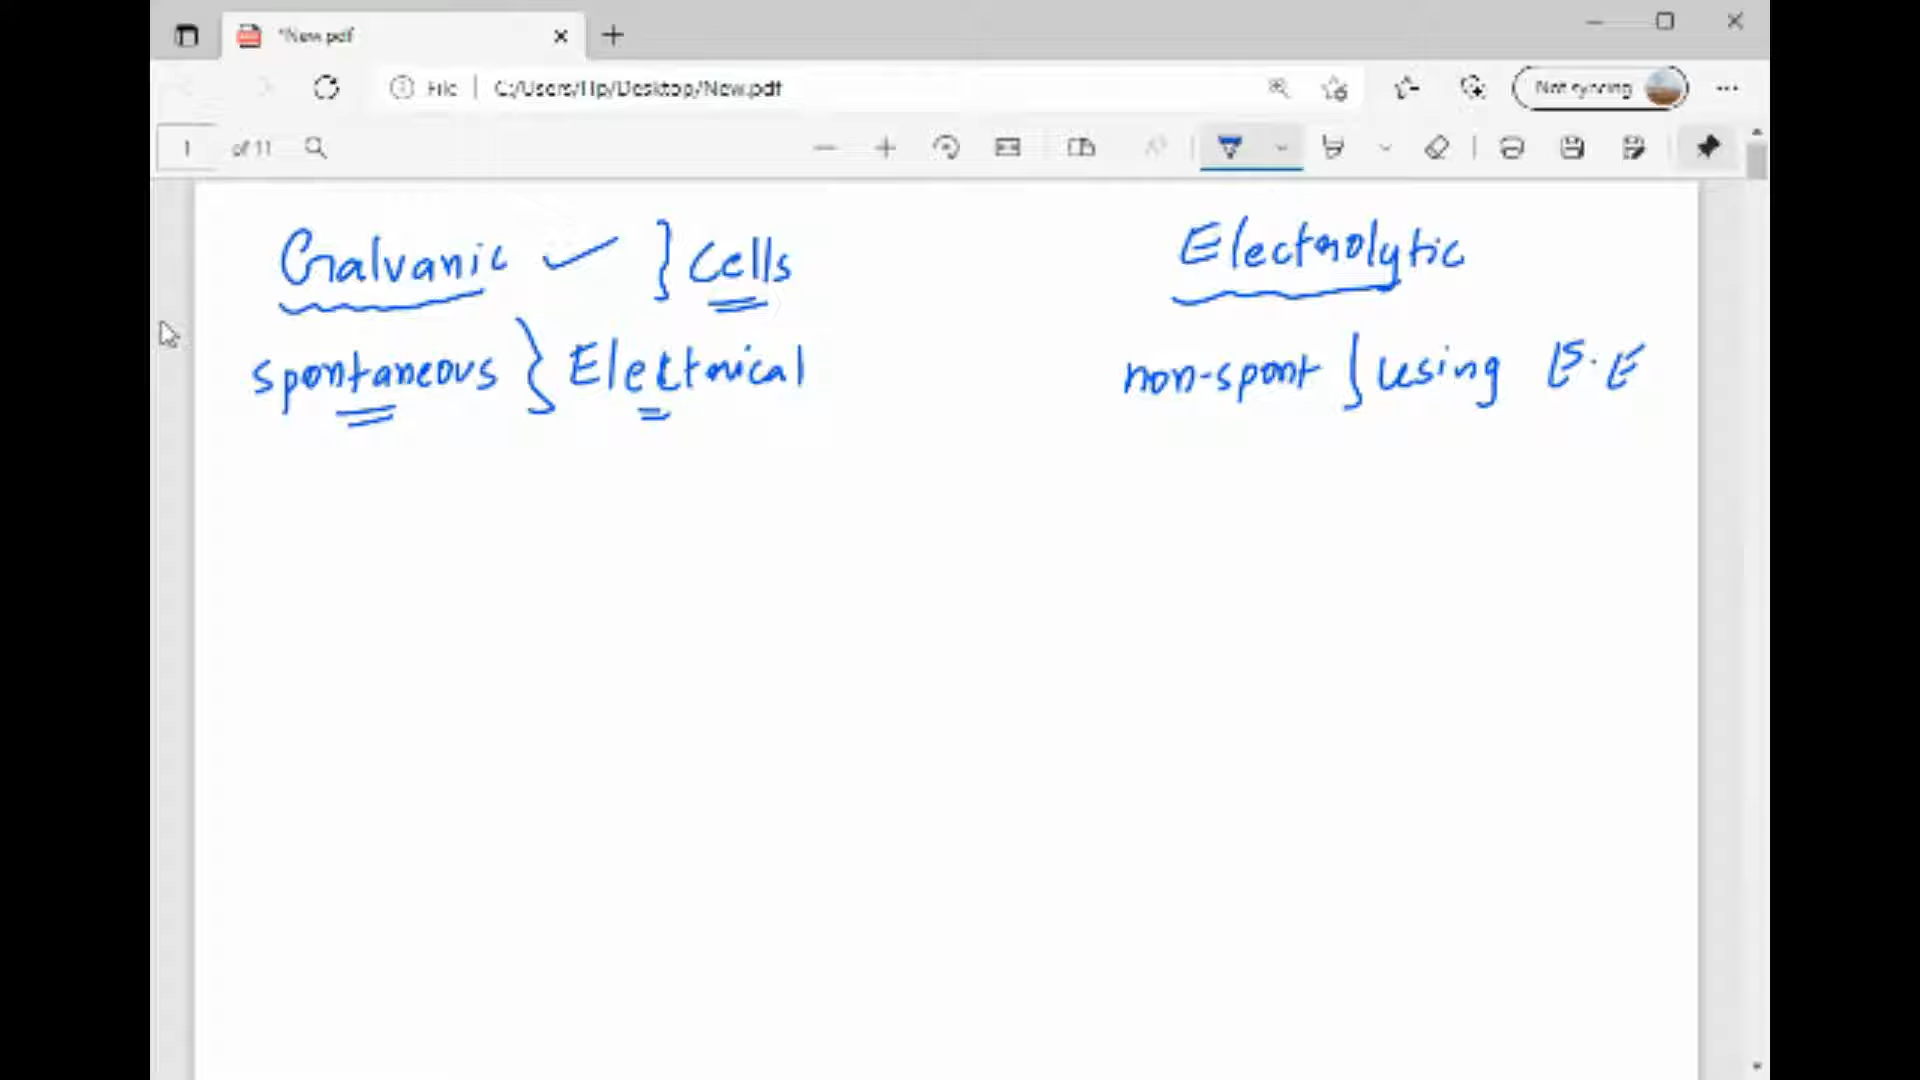 *New.pdf
File | C:/Users/Hp/Desktop/New.pdf
Not syncing
1 of 11
Galvanic } Cells
Electrolytic
spontaneous } Electrical
non-spont } using E.E